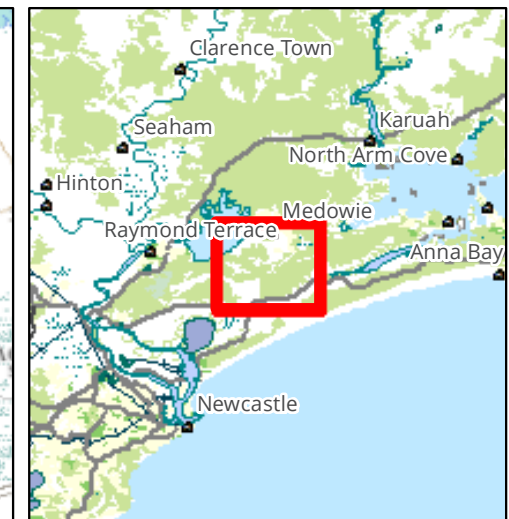 Clarence Town
Seaham
Karuah
North Arm Cove
Hinton
Medowie
Raymond Terrace
Anna Bay
Newcastle